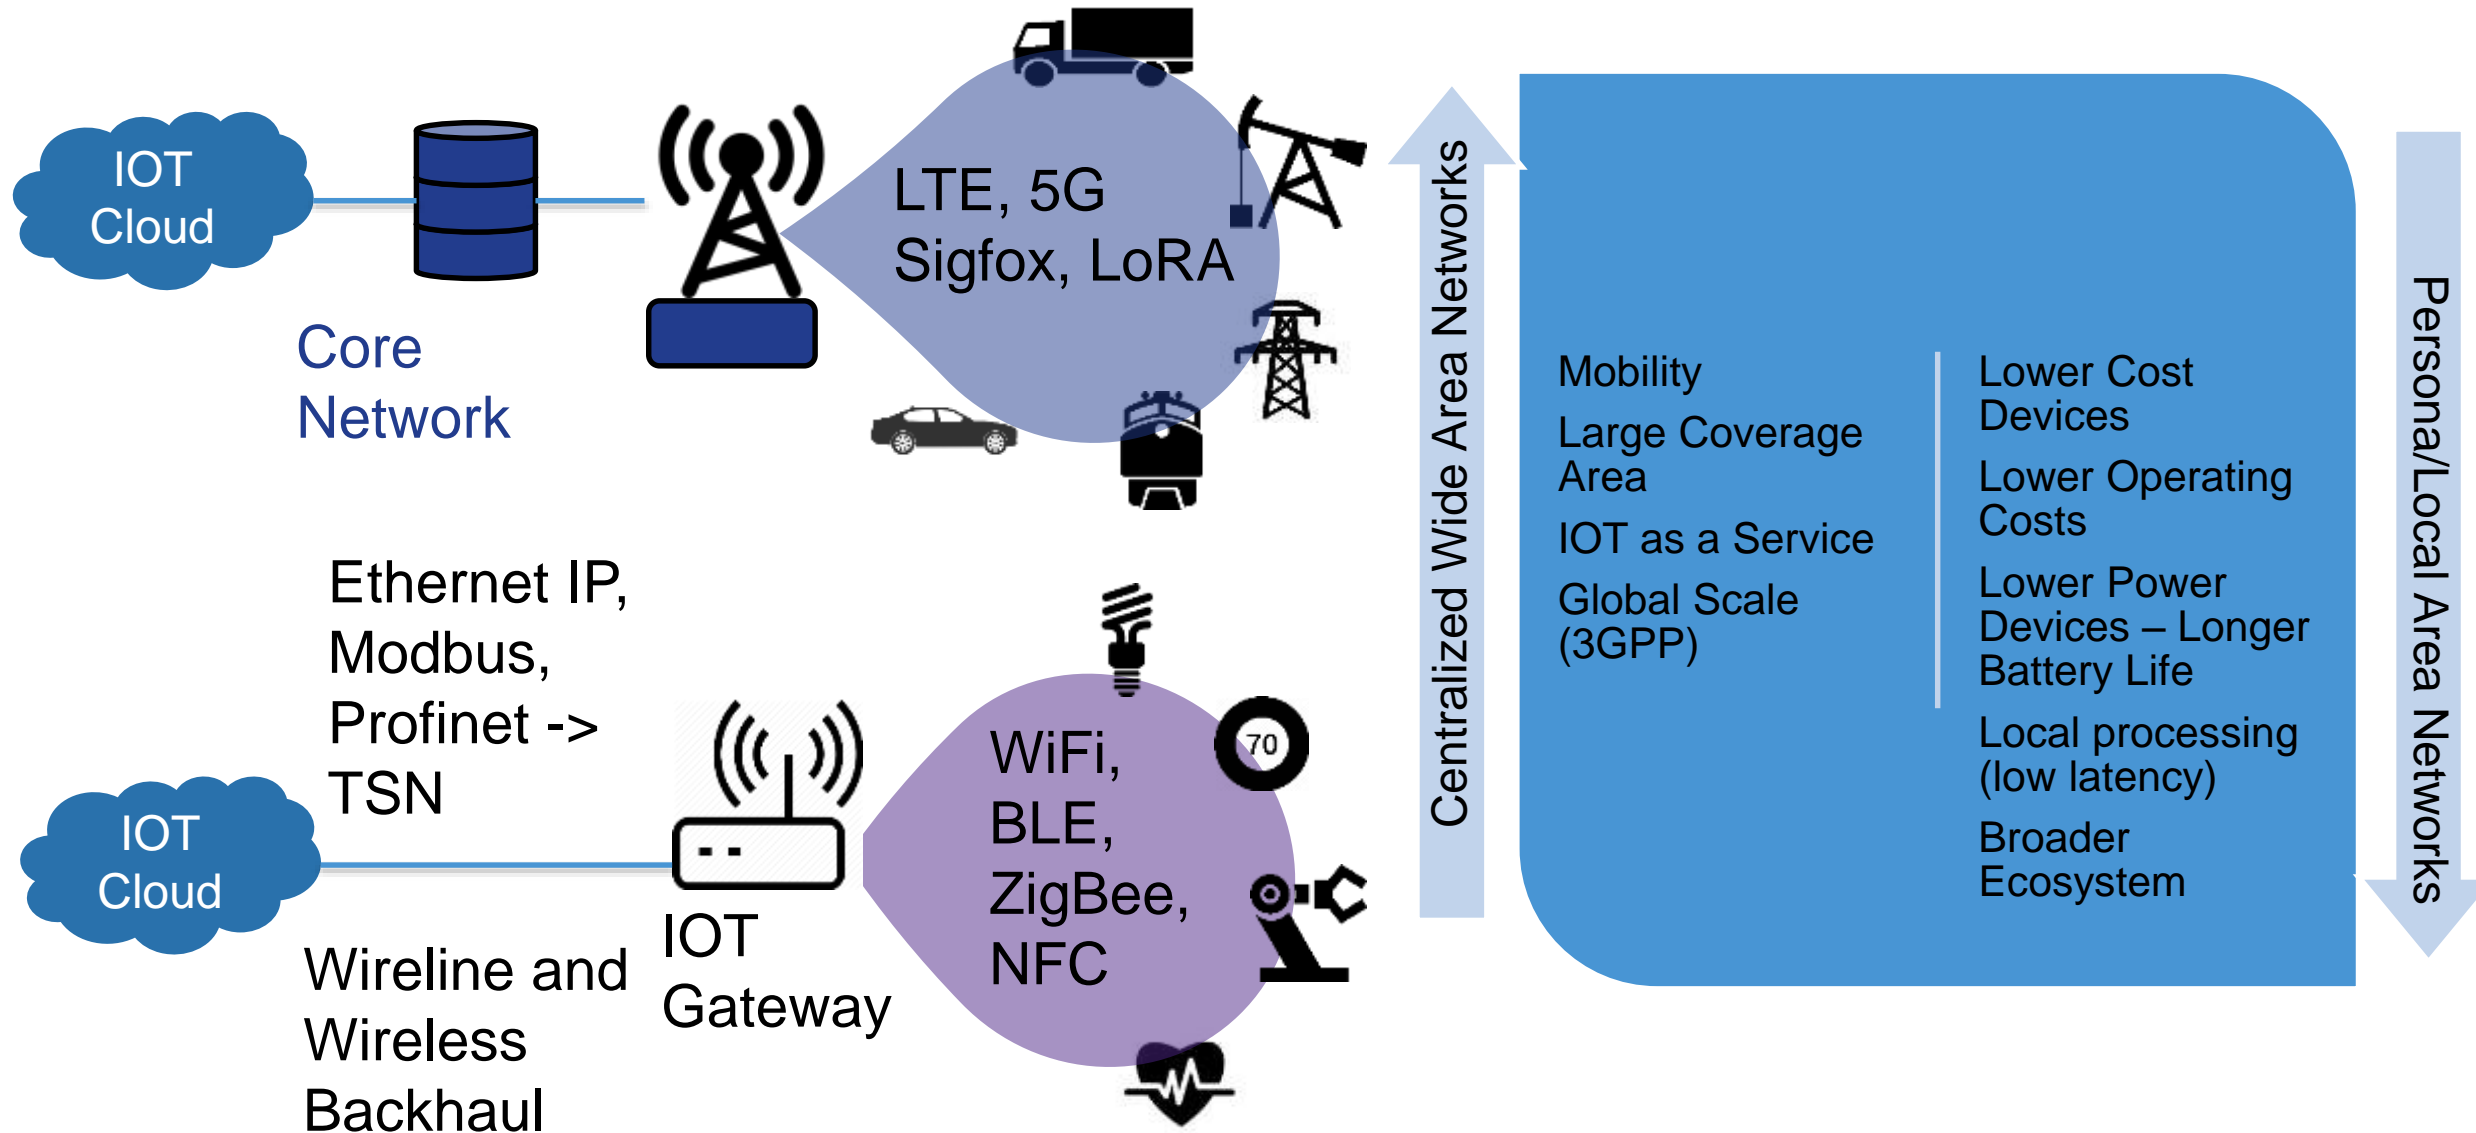 IOT
Cloud
Core
Network
LTE, 5G
Sigfox, LoRA
Ethernet IP,
Modbus,
Profinet ->
TSN
IOT
Cloud
Wireline and
Wireless
Backhaul
IOT
Gateway
WiFi,
BLE,
ZigBee,
NFC
70
Centralized Wide Area Networks
Mobility
Large Coverage
Area
IOT as a Service
Global Scale
(3GPP)
Lower Cost
Devices
Lower Operating
Costs
Lower Power
Devices – Longer
Battery Life
Local processing
(low latency)
Broader
Ecosystem
Persona/Local Area Networks